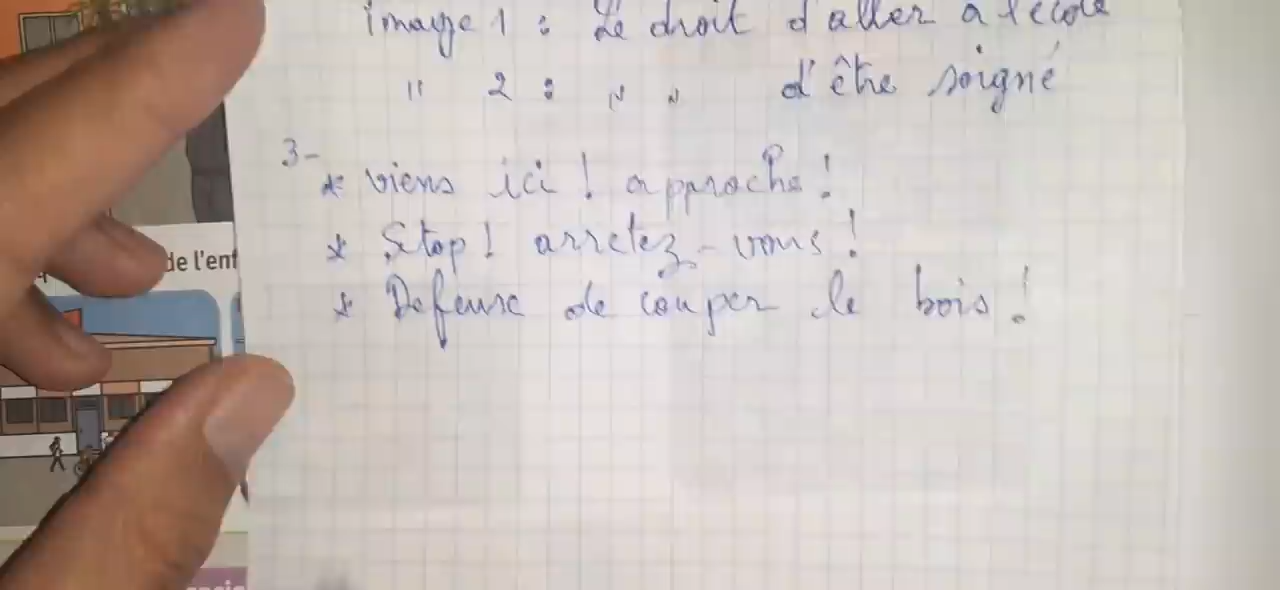 image 1 : Le droit d'aller à l'école
" 2 : " " d'être soigné
3-
* viens ici ! approche !
* Stop ! arretez-vous !
* Defense de couper le bois !
de l'enf